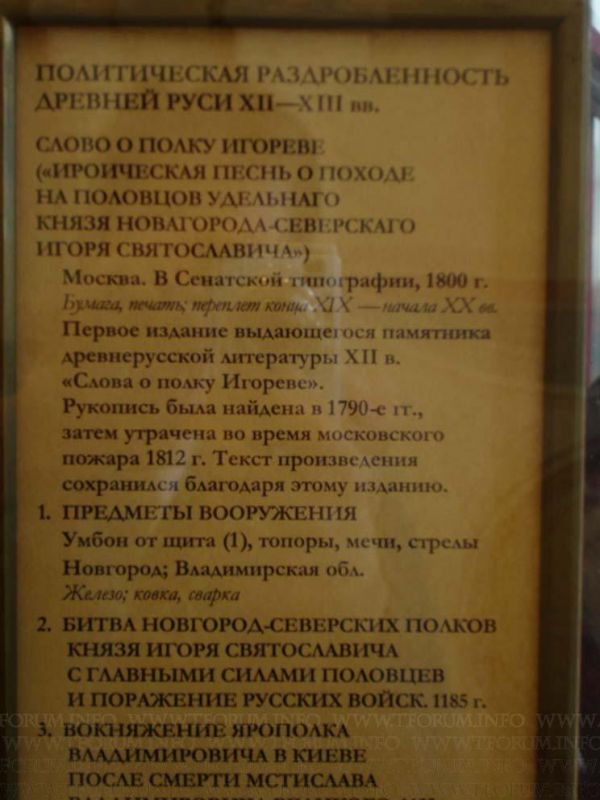 ПОЛИТИЧЕСКАЯ РАЗДРОБЛЕННОСТЬ
ДРЕВНЕЙ РУСИ XII—XIII вв.
СЛОВО О ПОЛКУ ИГОРЕВЕ
(«ИРОИЧЕСКАЯ ПЕСНЬ О ПОХОДЕ
НА ПОЛОВЦОВ УДЕЛЬНАГО
КНЯЗЯ НОВАГОРОДА-СЕВЕРСКАГО
ИГОРЯ СВЯТОСЛАВИЧА»)
Москва. В Сенатской типографии, 1800 г.
Бумага, печать; переплет конца XIX — начала XX вв.
Первое издание выдающегося памятника
древнерусской литературы XII в.
«Слова о полку Игореве».
Рукопись была найдена в 1790-е гг.,
затем утрачена во время московского
пожара 1812 г. Текст произведения
сохранился благодаря этому изданию.
1. ПРЕДМЕТЫ ВООРУЖЕНИЯ
Умбон от щита (1), топоры, мечи, стрелы
Новгород; Владимирская обл.
Железо; ковка, сварка
2. БИТВА НОВГОРОД-СЕВЕРСКИХ ПОЛКОВ
КНЯЗЯ ИГОРЯ СВЯТОСЛАВИЧА
С ГЛАВНЫМИ СИЛАМИ ПОЛОВЦЕВ
И ПОРАЖЕНИЕ РУССКИХ ВОЙСК. 1185 г.
WWW.TFORUM.INFO
3. ВОКНЯЖЕНИЕ ЯРОПОЛКА
ВЛАДИМИРОВИЧА В КИЕВЕ
ПОСЛЕ СМЕРТИ МСТИСЛАВА